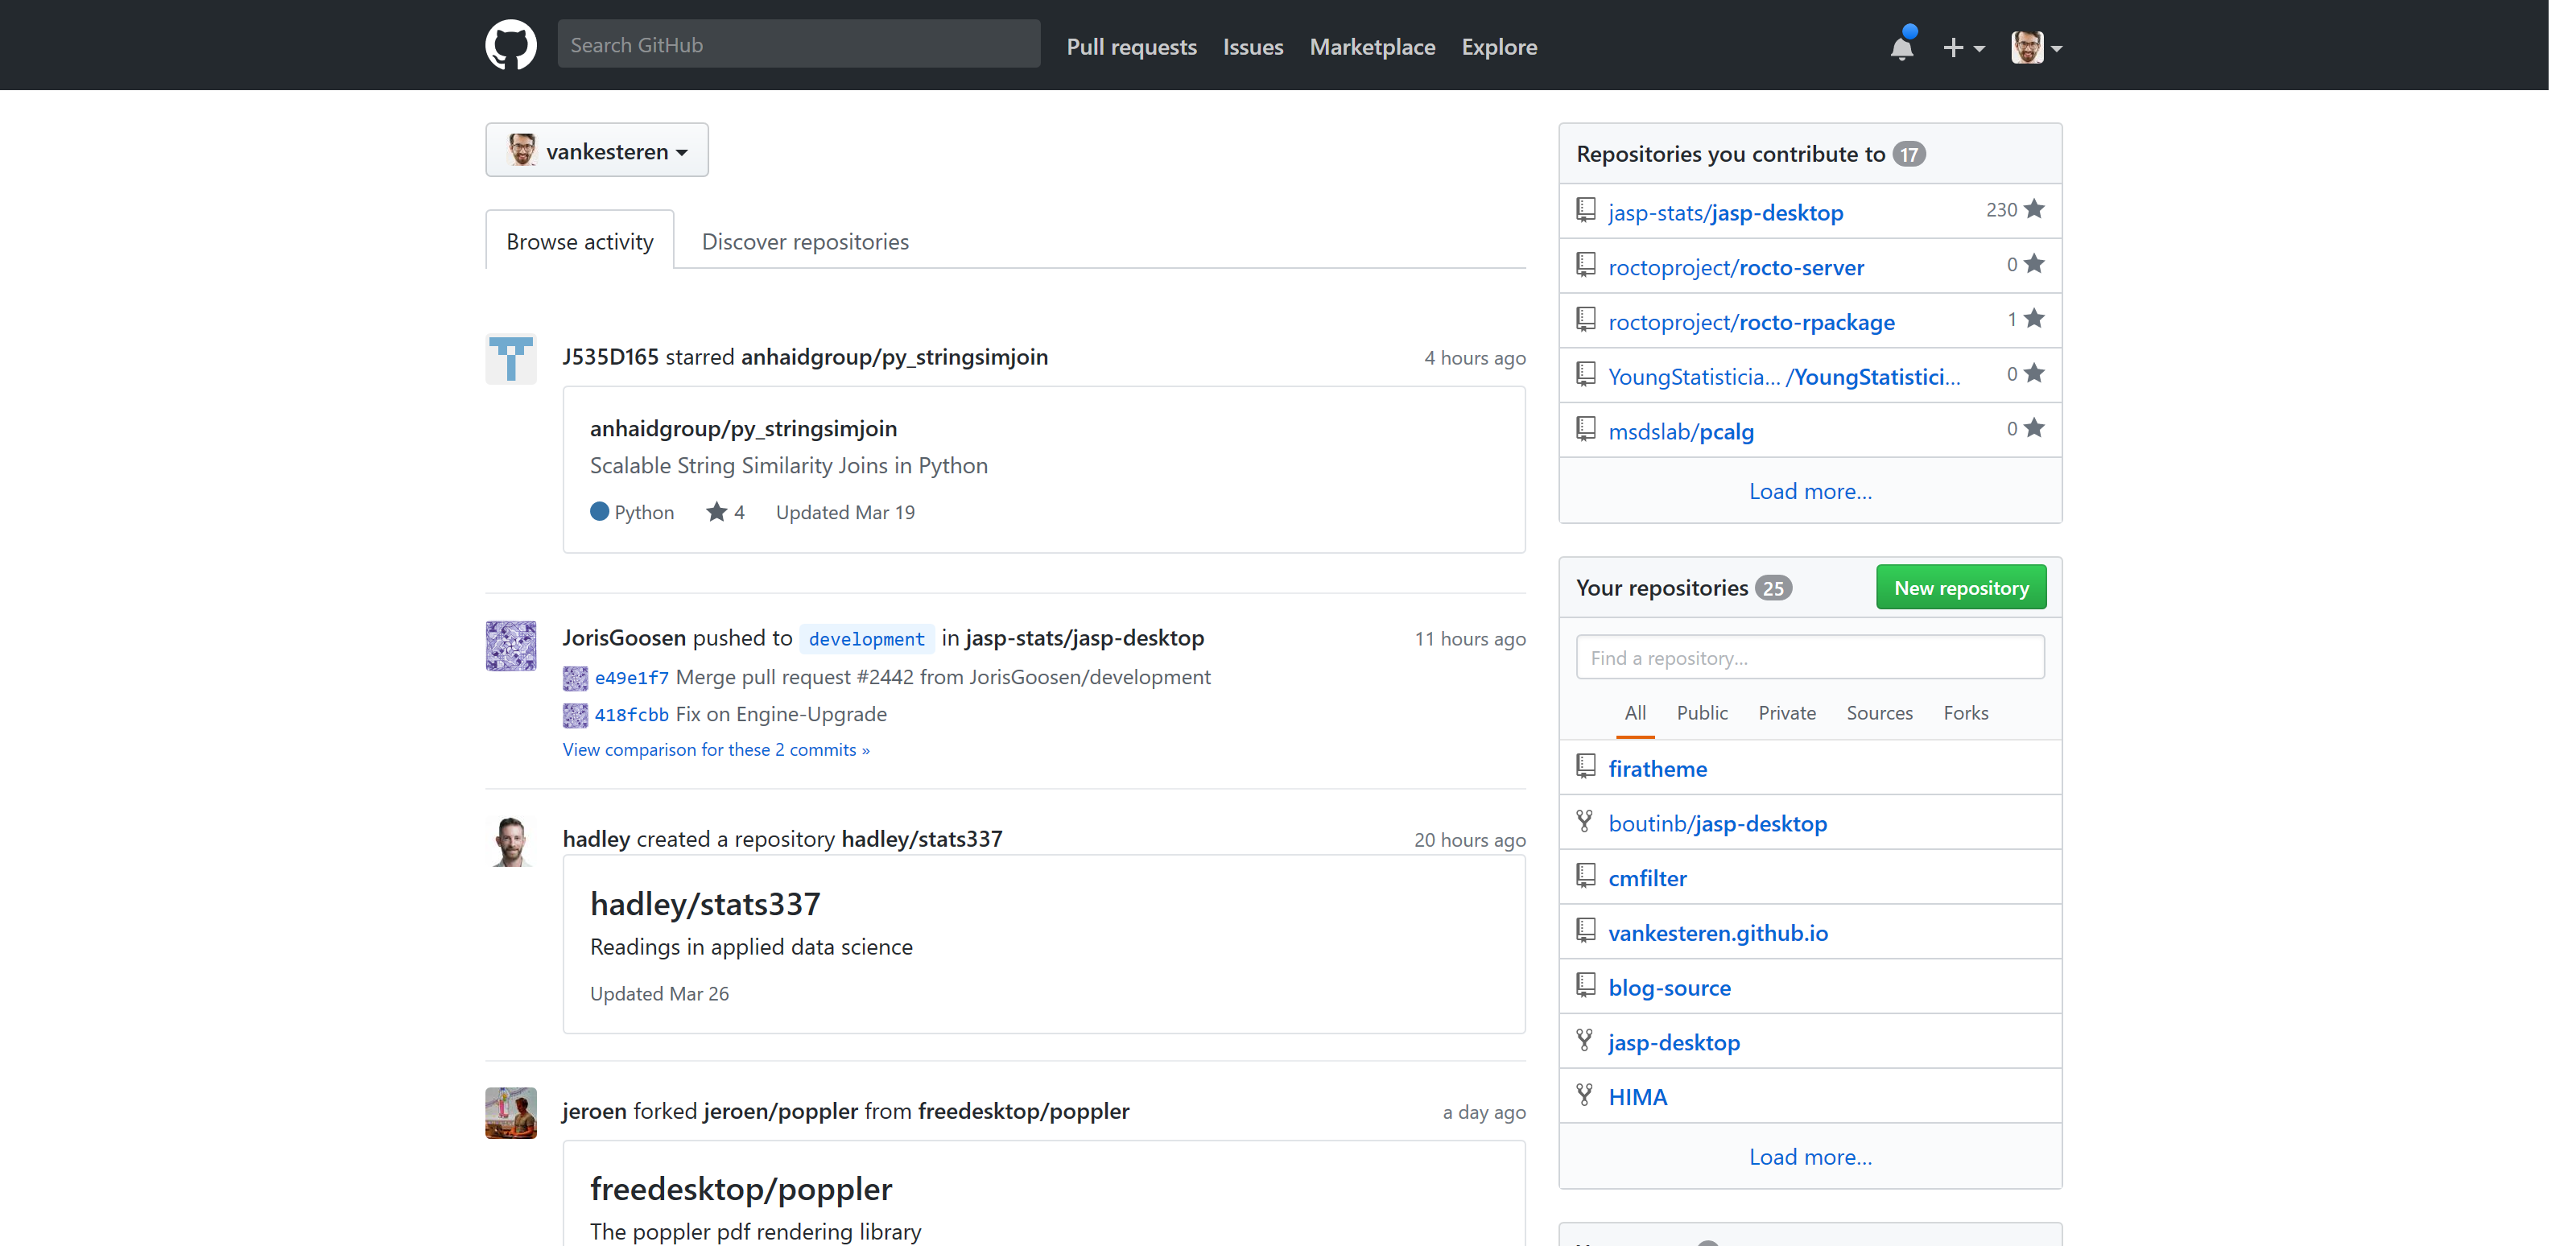 Search GitHub
Pull requests Issues Marketplace Explore
vankesteren
Browse activity Discover repositories
J535D165 starred anhaidgroup/py_stringsimjoin 4 hours ago
anhaidgroup/py_stringsimjoin
Scalable String Similarity Joins in Python
Python 4 Updated Mar 19
JorisGoosen pushed to development in jasp-stats/jasp-desktop 11 hours ago
e49e1f7 Merge pull request #2442 from JorisGoosen/development
418fcbb Fix on Engine-Upgrade
View comparison for these 2 commits »
hadley created a repository hadley/stats337 20 hours ago
hadley/stats337
Readings in applied data science
Updated Mar 26
jeroen forked jeroen/poppler from freedesktop/poppler a day ago
freedesktop/poppler
The poppler pdf rendering library
Repositories you contribute to 17
jasp-stats/jasp-desktop 230
roctoproject/rocto-server 0
roctoproject/rocto-rpackage 1
YoungStatisticia… /YoungStatistici… 0
msdslab/pcalg 0
Load more…
Your repositories 25 New repository
Find a repository…
All Public Private Sources Forks
firatheme
boutinb/jasp-desktop
cmfilter
vankesteren.github.io
blog-source
jasp-desktop
HIMA
Load more…